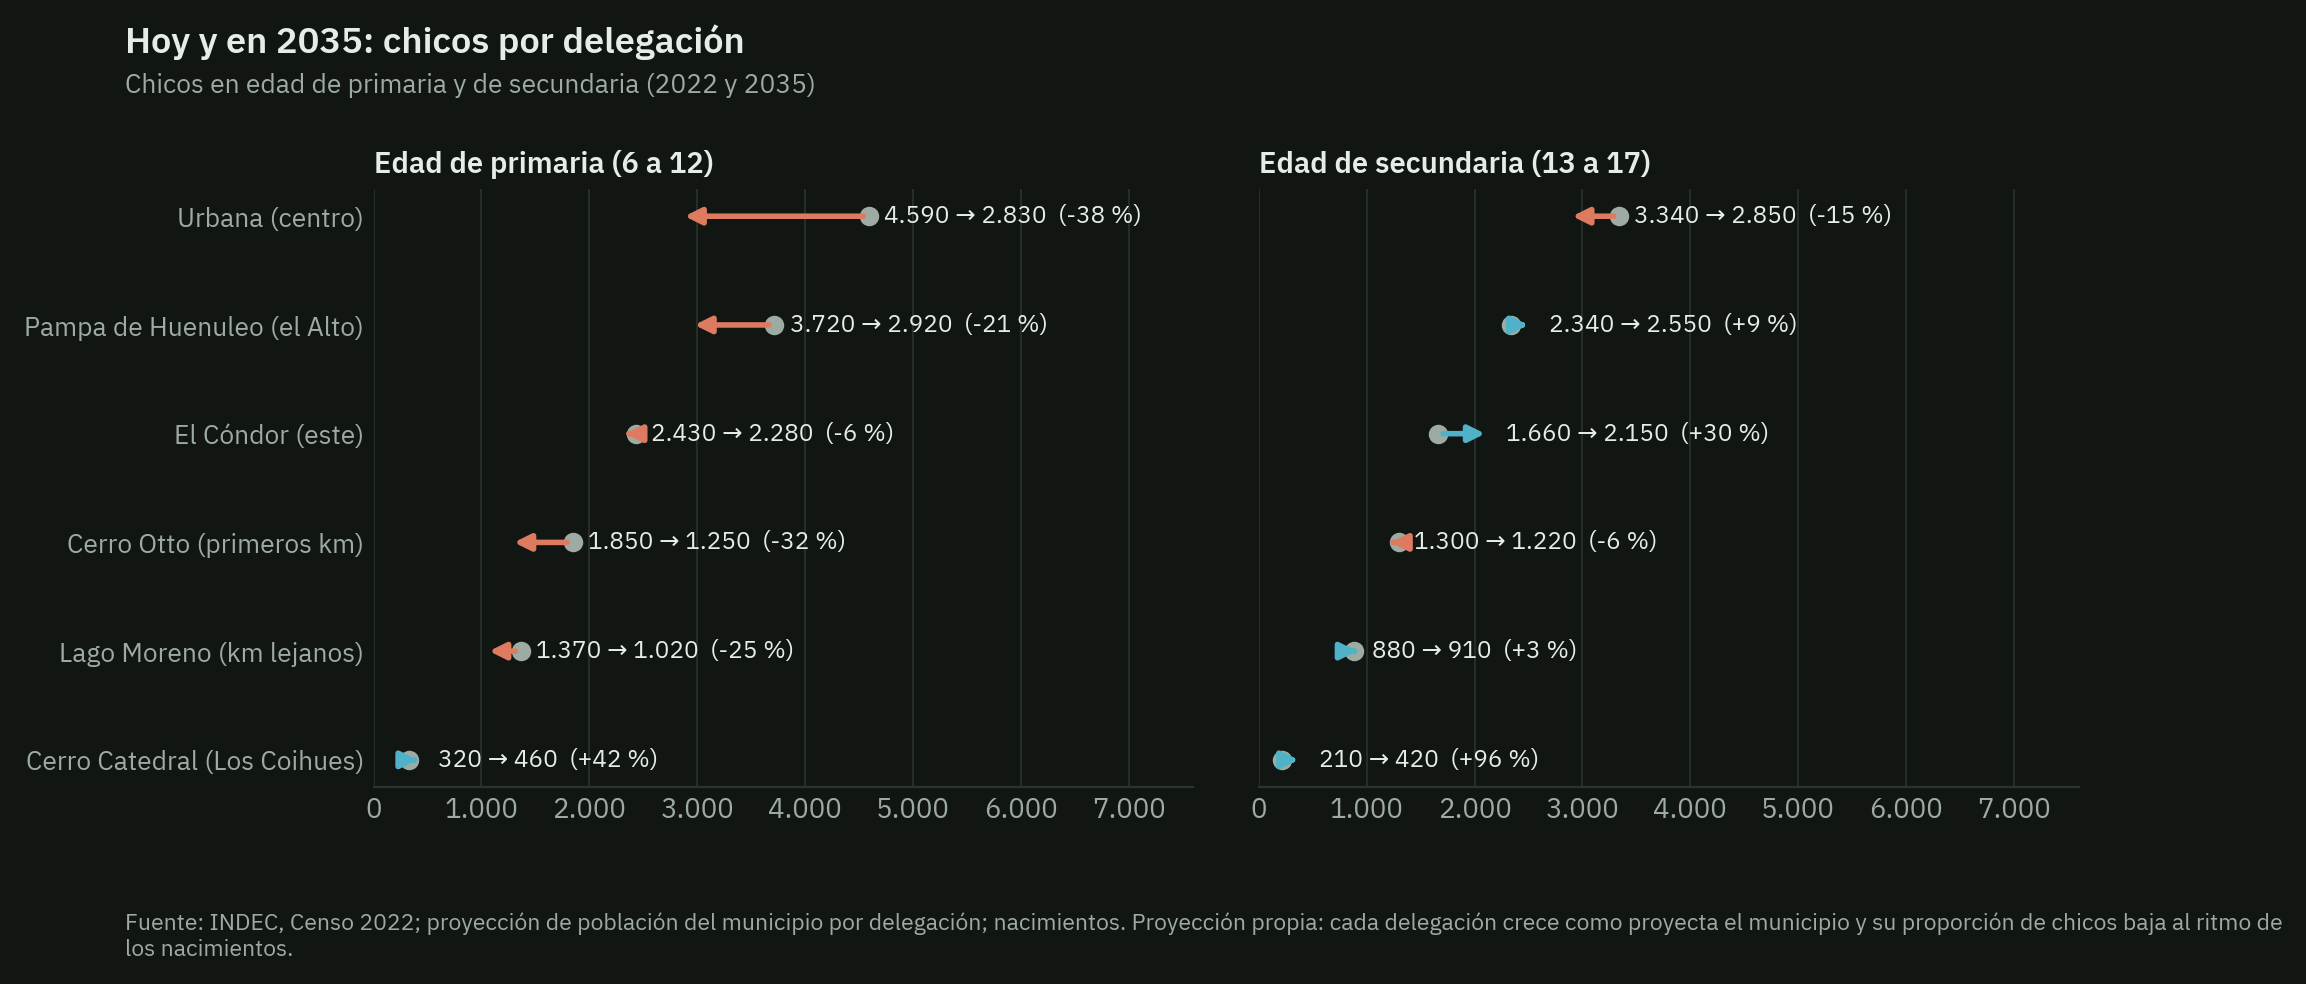 Hoy y en 2035: chicos por delegación
Chicos en edad de primaria y de secundaria (2022 y 2035)
Edad de primaria (6 a 12)
Edad de secundaria (13 a 17)
Urbana (centro)
4.590 → 2.830 (-38 %)
3.340 → 2.850 (-15 %)
Pampa de Huenuleo (el Alto)
3.720 → 2.920 (-21 %)
2.340 → 2.550 (+9 %)
El Cóndor (este)
2.430 → 2.280 (-6 %)
1.660 → 2.150 (+30 %)
Cerro Otto (primeros km)
1.850 → 1.250 (-32 %)
1.300 → 1.220 (-6 %)
Lago Moreno (km lejanos)
1.370 → 1.020 (-25 %)
880 → 910 (+3 %)
Cerro Catedral (Los Coihues)
320 → 460 (+42 %)
210 → 420 (+96 %)
0 1.000 2.000 3.000 4.000 5.000 6.000 7.000
0 1.000 2.000 3.000 4.000 5.000 6.000 7.000
Fuente: INDEC, Censo 2022; proyección de población del municipio por delegación; nacimientos. Proyección propia: cada delegación crece como proyecta el municipio y su proporción de chicos baja al ritmo de
los nacimientos.